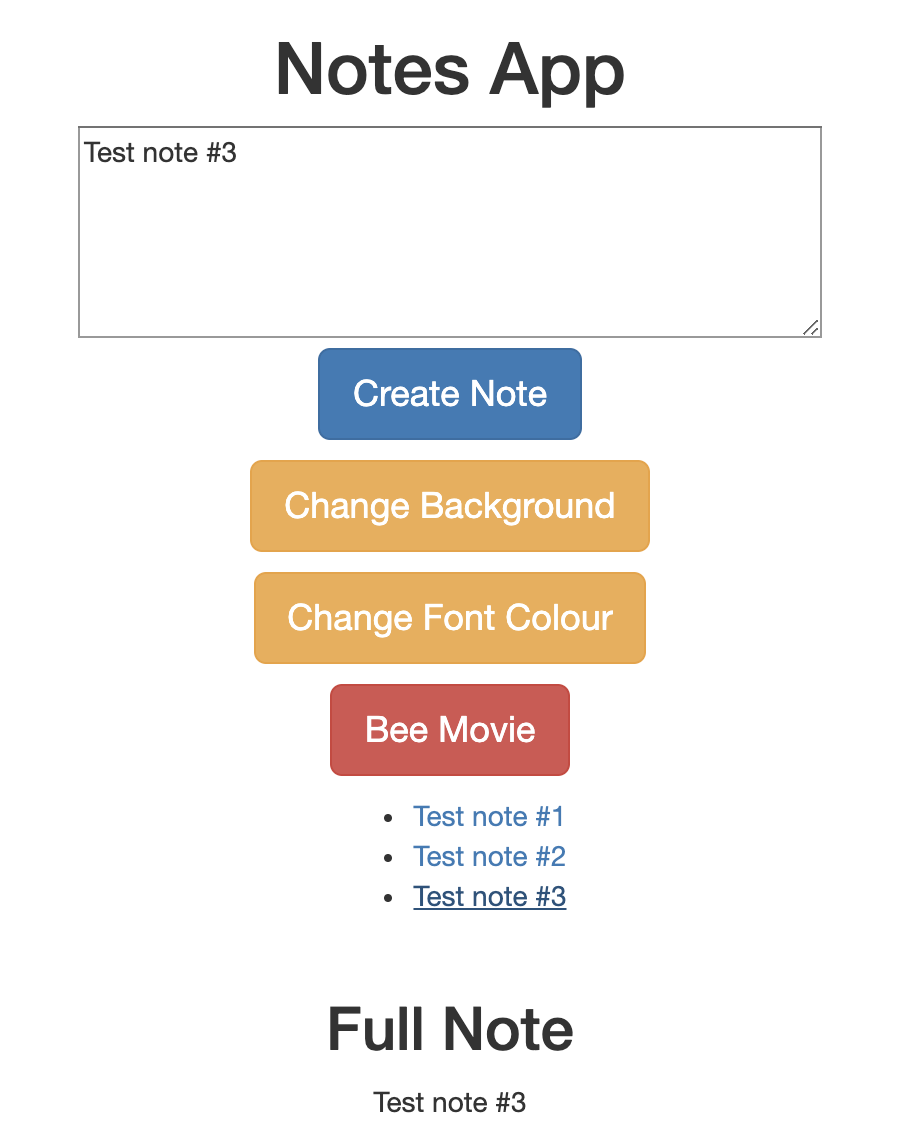 Notes App
Test note #3
Create Note
Change Background
Change Font Colour
Bee Movie
Test note #1
Test note #2
Test note #3
Full Note
Test note #3